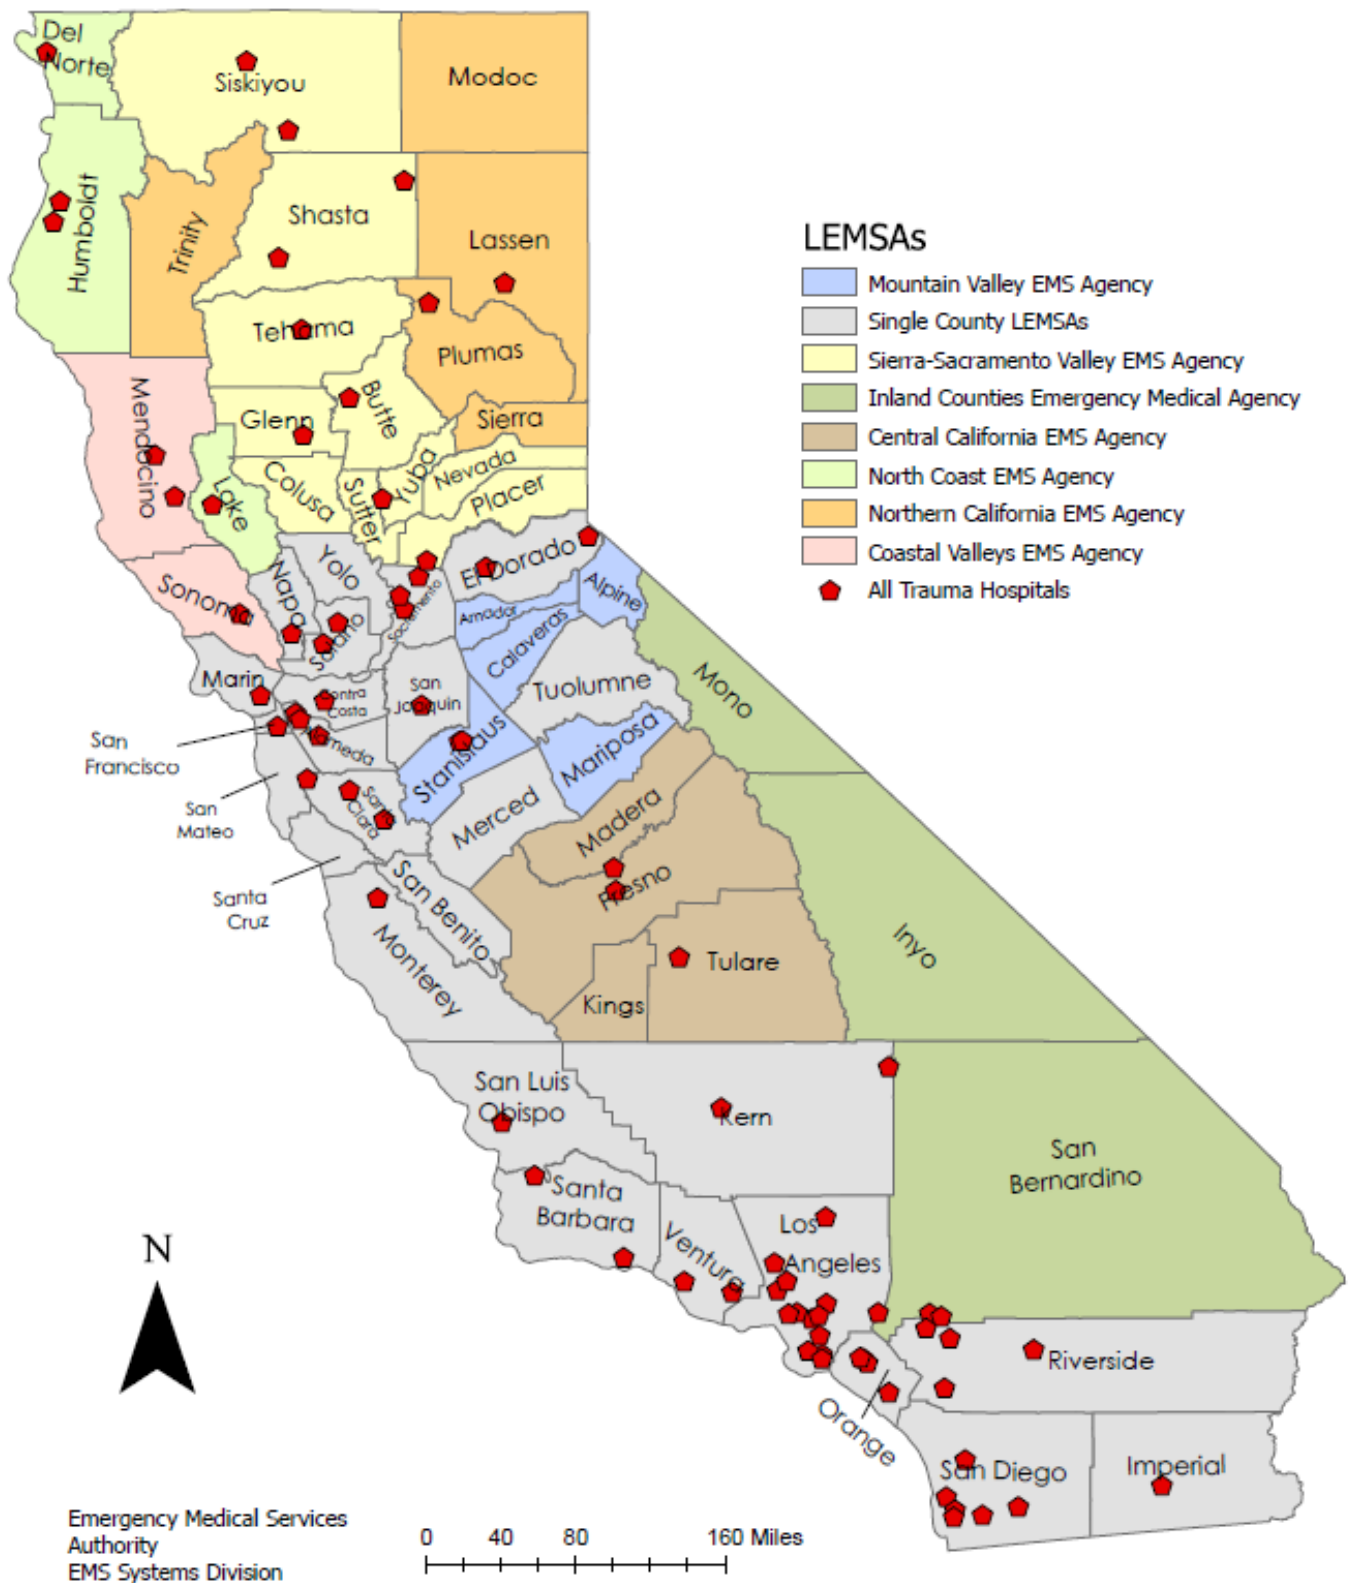 Del
Norte
Siskiyou
Modoc
Humboldt
Trinity
Shasta
Lassen
Tehama
Plumas
Mendocino
Glenn
Butte
Sierra
Lake
Colusa
Sutter
Yuba
Nevada
Placer
Sonoma
Napa
Yolo
Solano
Sacramento
El Dorado
Amador
Alpine
Calaveras
Marin
Contra
Costa
San
Joaquin
Tuolumne
Mono
San
Francisco
Alameda
Stanislaus
Mariposa
San
Mateo
Santa
Clara
Merced
Madera
Santa
Cruz
San Benito
Fresno
Monterey
Kings
Tulare
Inyo
San Luis
Obispo
Kern
San
Bernardino
Santa
Barbara
Ventura
Los
Angeles
Orange
Riverside
San Diego
Imperial
LEMSAs
Mountain Valley EMS Agency
Single County LEMSAs
Sierra-Sacramento Valley EMS Agency
Inland Counties Emergency Medical Agency
Central California EMS Agency
North Coast EMS Agency
Northern California EMS Agency
Coastal Valleys EMS Agency
All Trauma Hospitals
N
Emergency Medical Services
Authority
EMS Systems Division
0 40 80 160 Miles